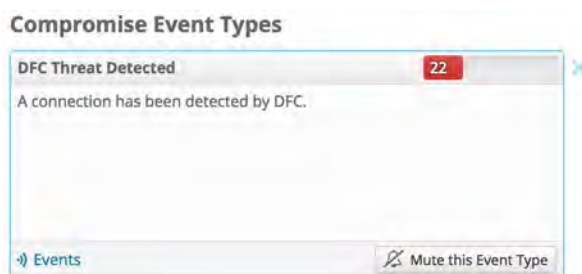 Compromise Event Types
DFC Threat Detected 22
A connection has been detected by DFC.
Events Mute this Event Type